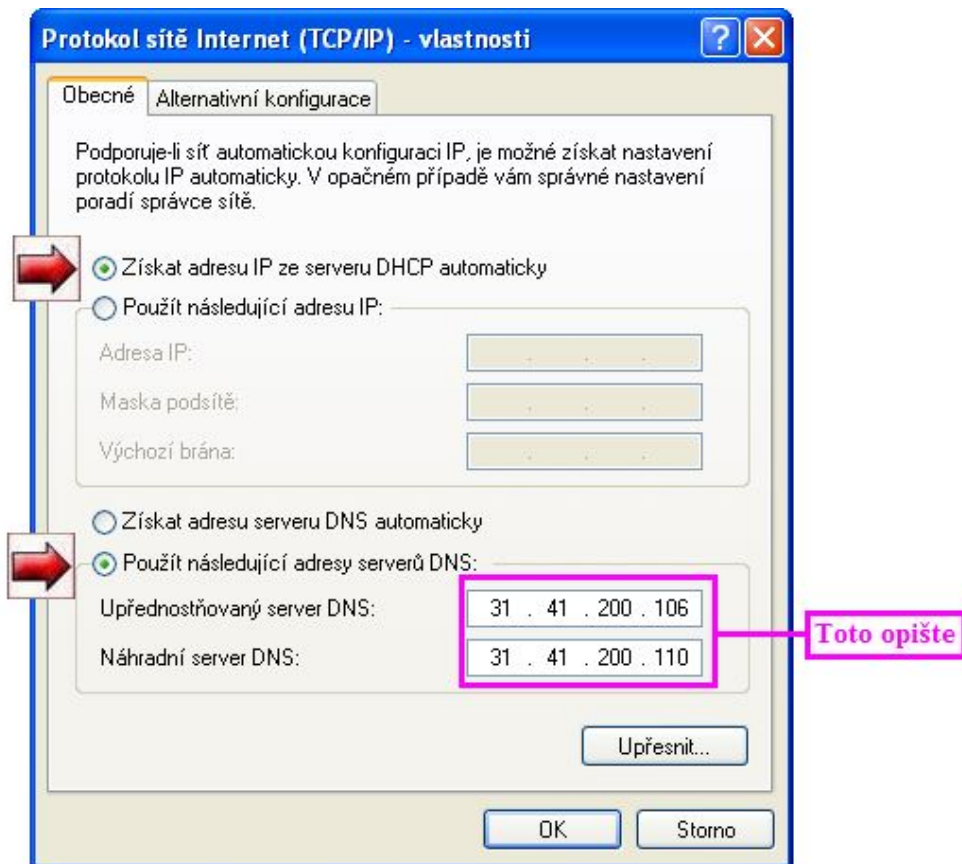 Protokol sítě Internet (TCP/IP) - vlastnosti
Obecné
Alternativní konfigurace
Podporuje-li síť automatickou konfiguraci IP, je možné získat nastavení
protokolu IP automaticky. V opačném případě vám správné nastavení
poradí správce sítě.
Získat adresu IP ze serveru DHCP automaticky
Použít následující adresu IP:
Adresa IP:
Maska podsítě:
Výchozí brána:
Získat adresu serveru DNS automaticky
Použít následující adresy serverů DNS:
Upřednostňovaný server DNS: 31 . 41 . 200 . 106
Toto opište
Náhradní server DNS: 31 . 41 . 200 . 110
Upřesnit...
OK Storno